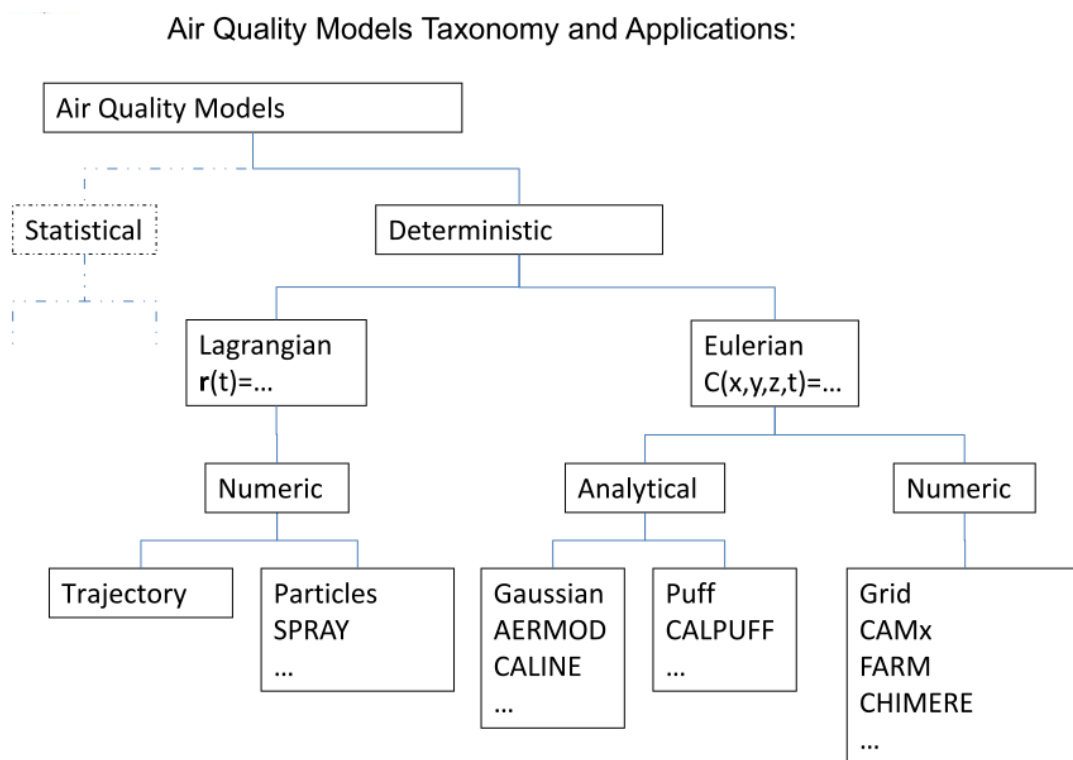 Air Quality Models Taxonomy and Applications:
Air Quality Models
Statistical
Deterministic
Lagrangian
r(t)=...
Eulerian
C(x,y,z,t)=...
Numeric
Analytical
Numeric
Trajectory
Particles
SPRAY
...
Gaussian
AERMOD
CALINE
...
Puff
CALPUFF
...
Grid
CAMx
FARM
CHIMERE
...